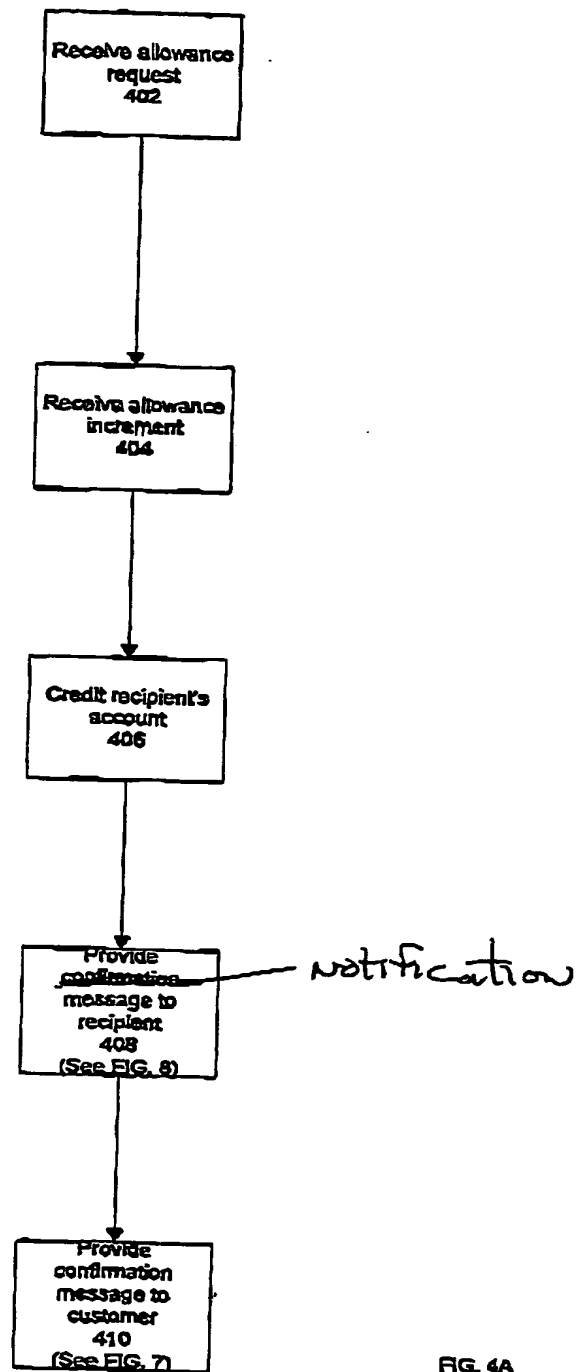 Receive allowance
request
402
Receive allowance
increment
404
Credit recipient's
account
406
Provide
confirmation
message to
recipient
408
(See FIG. 8)
notification
Provide
confirmation
message to
customer
410
(See FIG. 7)
FIG. 4A